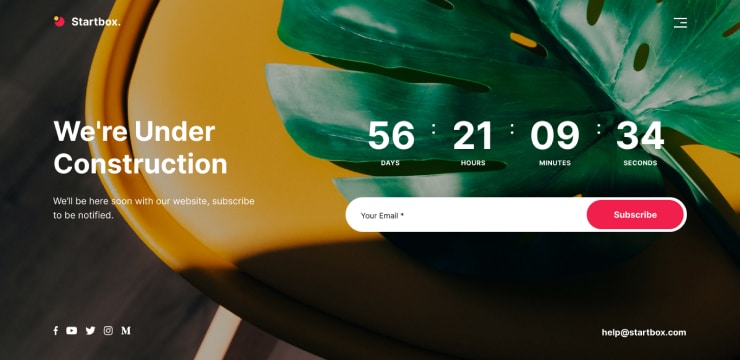 Startbox.
We're Under
Construction
We'll be here soon with our website, subscribe
to be notified.
56 : 21 : 09 : 34
DAYS HOURS MINUTES SECONDS
Your Email *
Subscribe
help@startbox.com